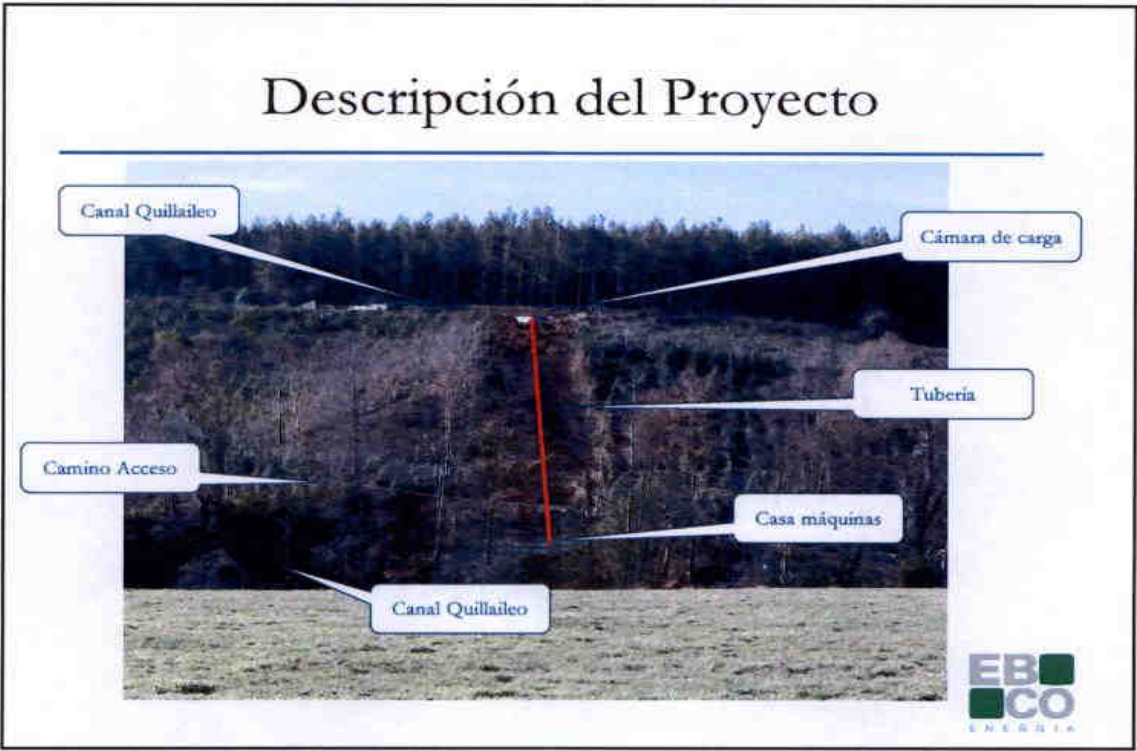 Descripción del Proyecto
Canal Quillaileo
Cámara de carga
Tubería
Camino Acceso
Casa máquinas
Canal Quillaileo
EB
CO
ENERGIA